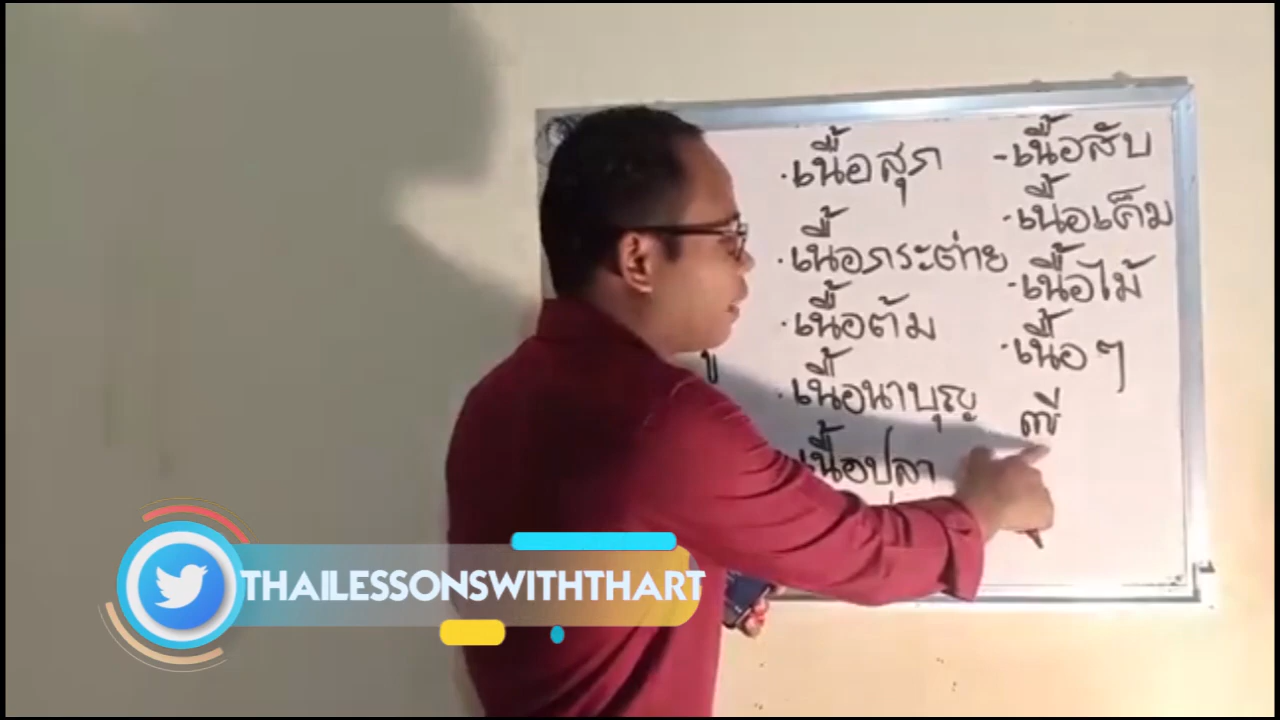 · เนื้อสุก
· เนื้อกระต่าย
· เนื้อต้ม
· เนื้อนาบุญ
เนื้อปลา
- เนื้อสับ
· เนื้อเค็ม
- เนื้อไม้
· เนื้อ ๆ
THAILESSONSWITHTHART